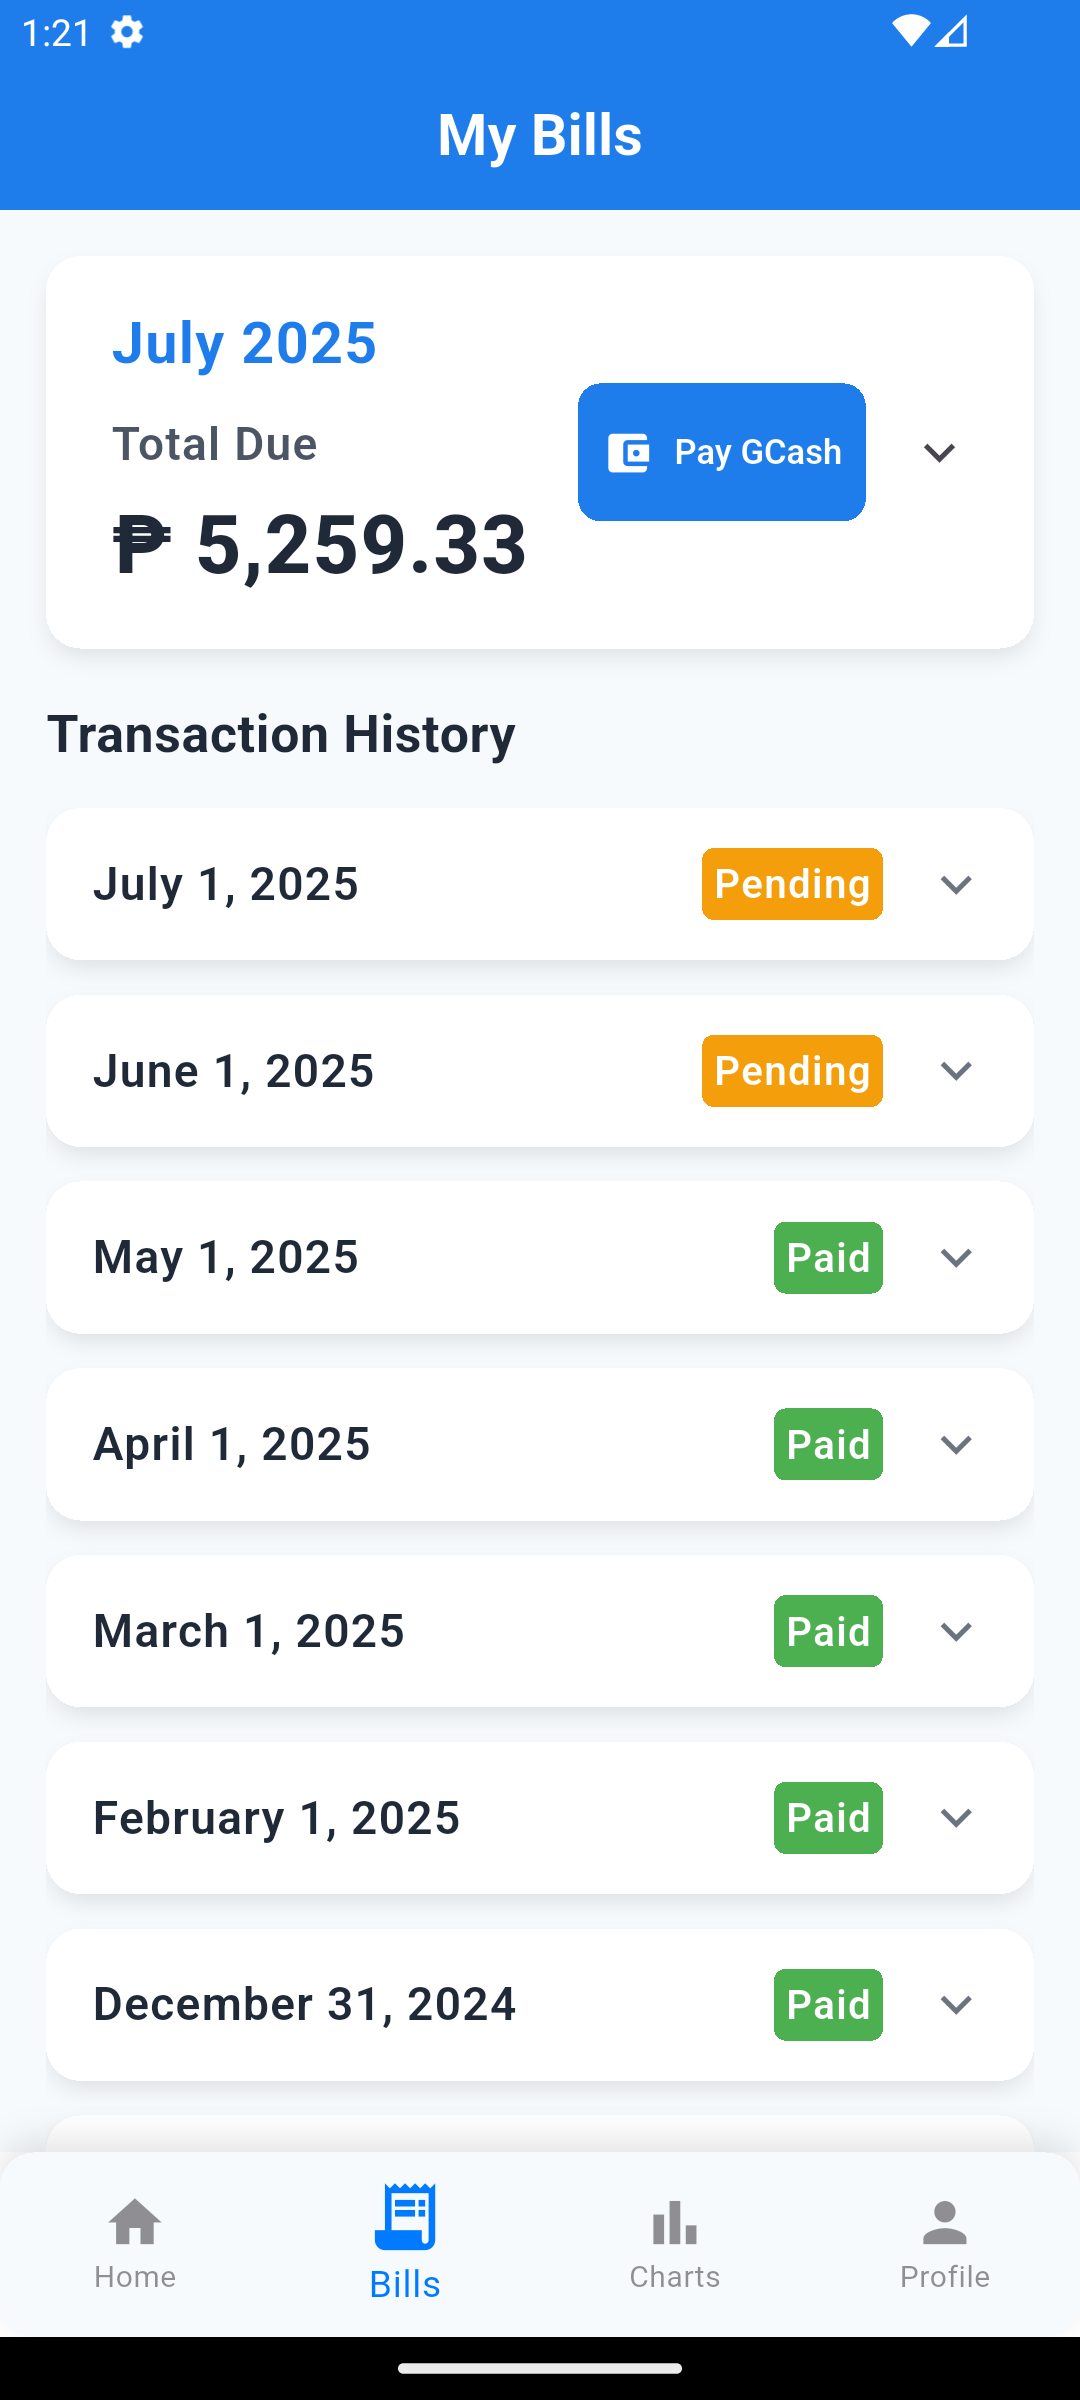 1:21
My Bills
July 2025
Total Due
Pay GCash
₱ 5,259.33
Transaction History
July 1, 2025 Pending
June 1, 2025 Pending
May 1, 2025 Paid
April 1, 2025 Paid
March 1, 2025 Paid
February 1, 2025 Paid
December 31, 2024 Paid
Home Bills Charts Profile